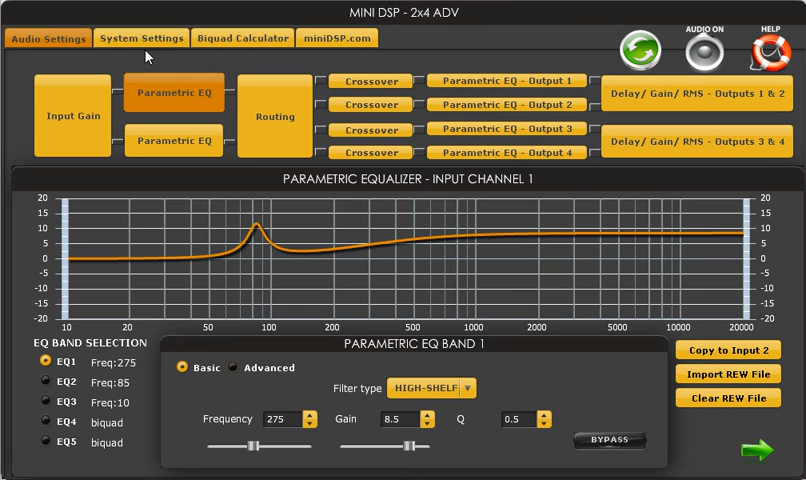 MINI DSP - 2x4 ADV
Audio Settings System Settings Biquad Calculator miniDSP.com
AUDIO ON HELP
Input Gain
Parametric EQ
Parametric EQ
Routing
Crossover Parametric EQ - Output 1
Crossover Parametric EQ - Output 2
Crossover Parametric EQ - Output 3
Crossover Parametric EQ - Output 4
Delay/ Gain/ RMS - Outputs 1 & 2
Delay/ Gain/ RMS - Outputs 3 & 4
PARAMETRIC EQUALIZER - INPUT CHANNEL 1
20 20
15 15
10 10
5 5
0 0
-5 -5
-10 -10
-15 -15
-20 -20
10 20 50 100 200 500 1000 2000 5000 10000 20000
EQ BAND SELECTION
EQ1 Freq:275
EQ2 Freq:85
EQ3 Freq:10
EQ4 biquad
EQ5 biquad
PARAMETRIC EQ BAND 1
Basic Advanced
Filter type HIGH-SHELF
Frequency 275 Gain 8.5 Q 0.5
BYPASS
Copy to Input 2
Import REW File
Clear REW File